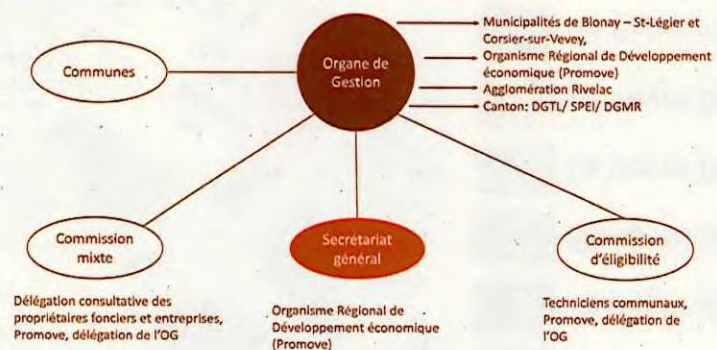 Communes
Organe de
Gestion
Municipalités de Blonay – St-Légier et
Corsier-sur-Vevey,
Organisme Régional de Développement
économique (Promove)
Agglomération Rivelac
Canton: DGTL/ SPEI/ DGMR
Commission
mixte
Secrétariat
général
Commission
d'éligibilité
Délégation consultative des
propriétaires fonciers et entreprises,
Promove, délégation de l'OG
Organisme Régional de
Développement économique
(Promove)
Techniciens communaux,
Promove, délégation de
l'OG